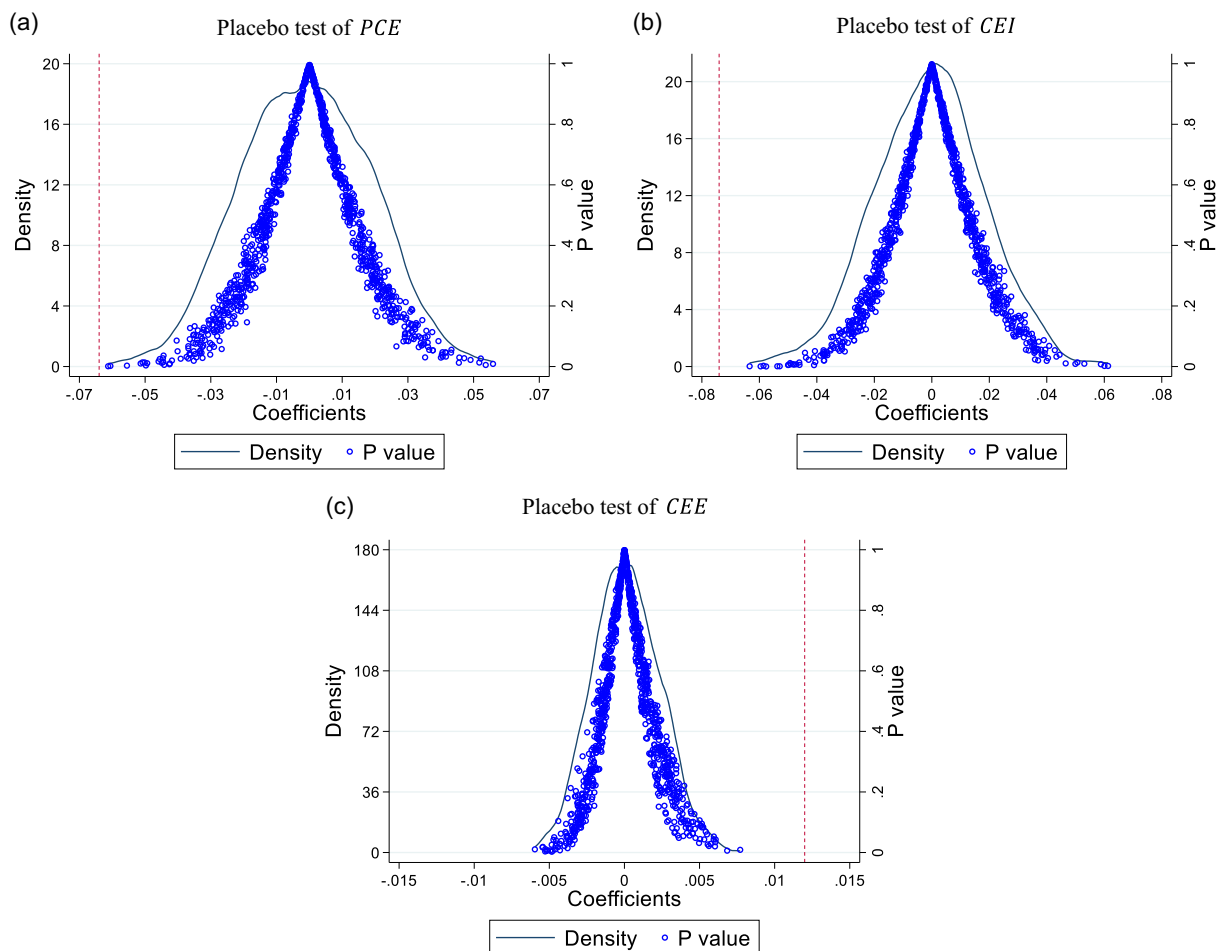 (a)
Placebo test of PCE
20
16
12
8
4
0
Density
1
.8
.6
.4
.2
0
P value
-.07 -.05 -.03 -.01 .01 .03 .05 .07
Coefficients
Density P value
(b)
Placebo test of CEI
20
16
12
8
4
0
Density
1
.8
.6
.4
.2
0
P value
-.08 -.06 -.04 -.02 0 .02 .04 .06 .08
Coefficients
Density P value
(c)
Placebo test of CEE
180
144
108
72
36
0
Density
1
.8
.6
.4
.2
0
P value
-.015 -.01 -.005 0 .005 .01 .015
Coefficients
Density P value